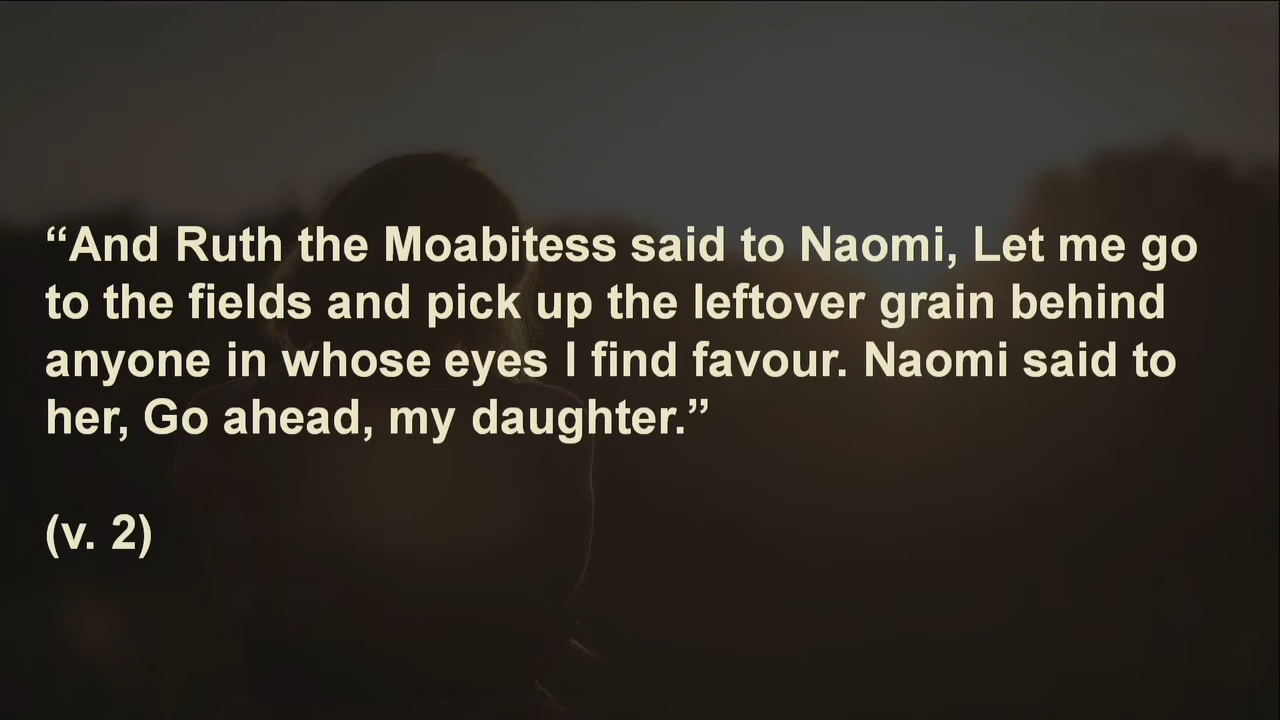 “And Ruth the Moabitess said to Naomi, Let me go
to the fields and pick up the leftover grain behind
anyone in whose eyes I find favour. Naomi said to
her, Go ahead, my daughter.”
(v. 2)